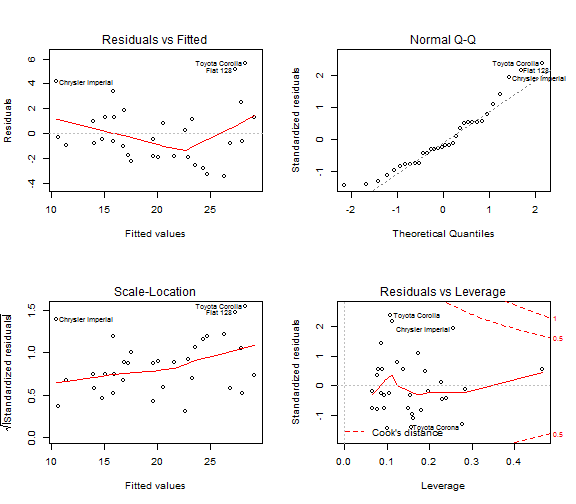 Residuals vs Fitted
Residuals
6
4
2
0
-2
-4
Toyota Corolla
Fiat 128
Chrysler Imperial
10 15 20 25
Fitted values
Normal Q-Q
Standardized residuals
2
1
0
-1
Toyota Corolla
Fiat 128
Chrysler Imperial
-2 -1 0 1 2
Theoretical Quantiles
Scale-Location
√|Standardized residuals|
1.5
1.0
0.5
0.0
Toyota Corolla
Fiat 128
Chrysler Imperial
10 15 20 25
Fitted values
Residuals vs Leverage
Standardized residuals
2
1
0
-1
Toyota Corolla
Chrysler Imperial
Toyota Corona
Cook's distance
1
0.5
0.5
0.0 0.1 0.2 0.3 0.4
Leverage